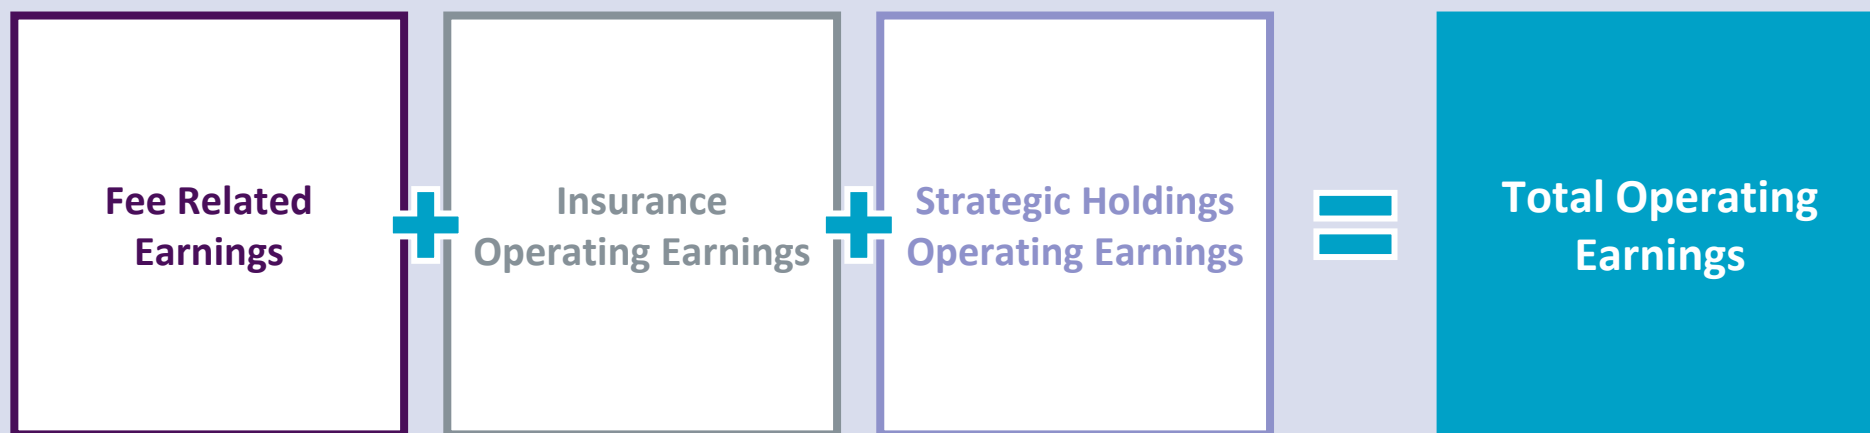 Fee Related
Earnings
Insurance
Operating Earnings
Strategic Holdings
Operating Earnings
Total Operating
Earnings